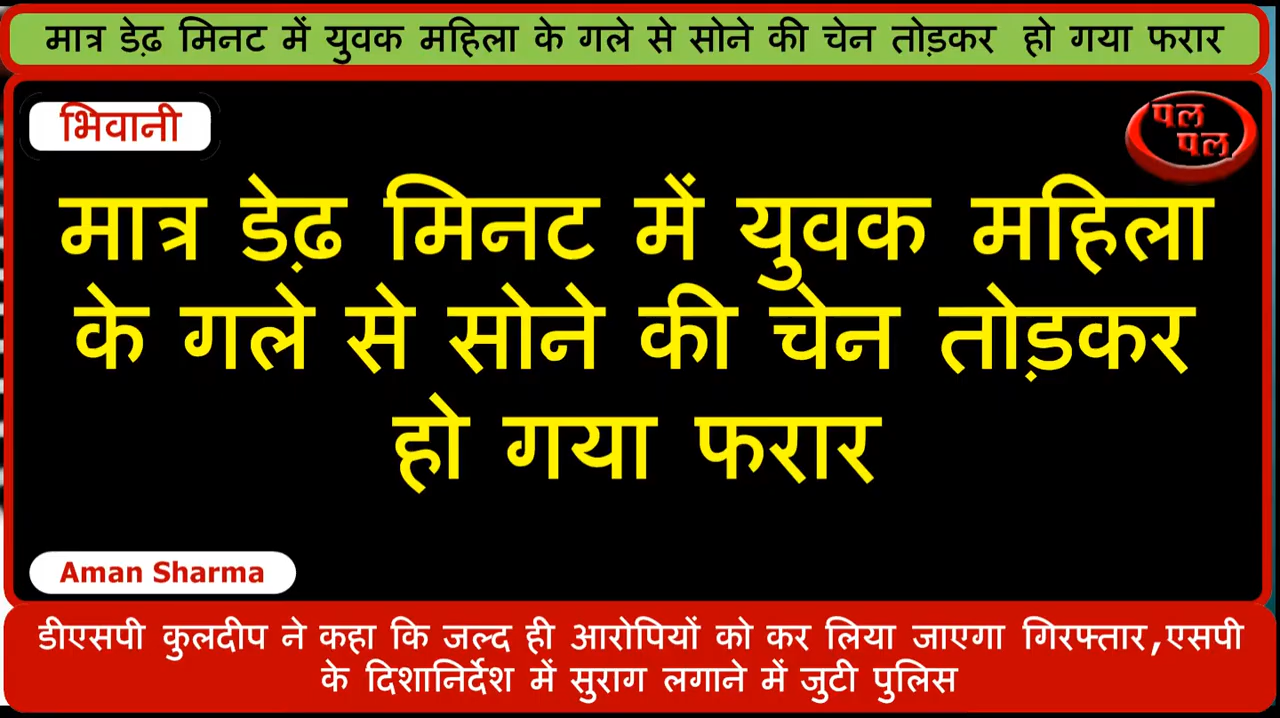 मात्र डेढ़ मिनट में युवक महिला के गले से सोने की चेन तोड़कर हो गया फरार
भिवानी
पल
पल
मात्र डेढ़ मिनट में युवक महिला
के गले से सोने की चेन तोड़कर
हो गया फरार
Aman Sharma
डीएसपी कुलदीप ने कहा कि जल्द ही आरोपियों को कर लिया जाएगा गिरफ्तार,एसपी
के दिशानिर्देश में सुराग लगाने में जुटी पुलिस